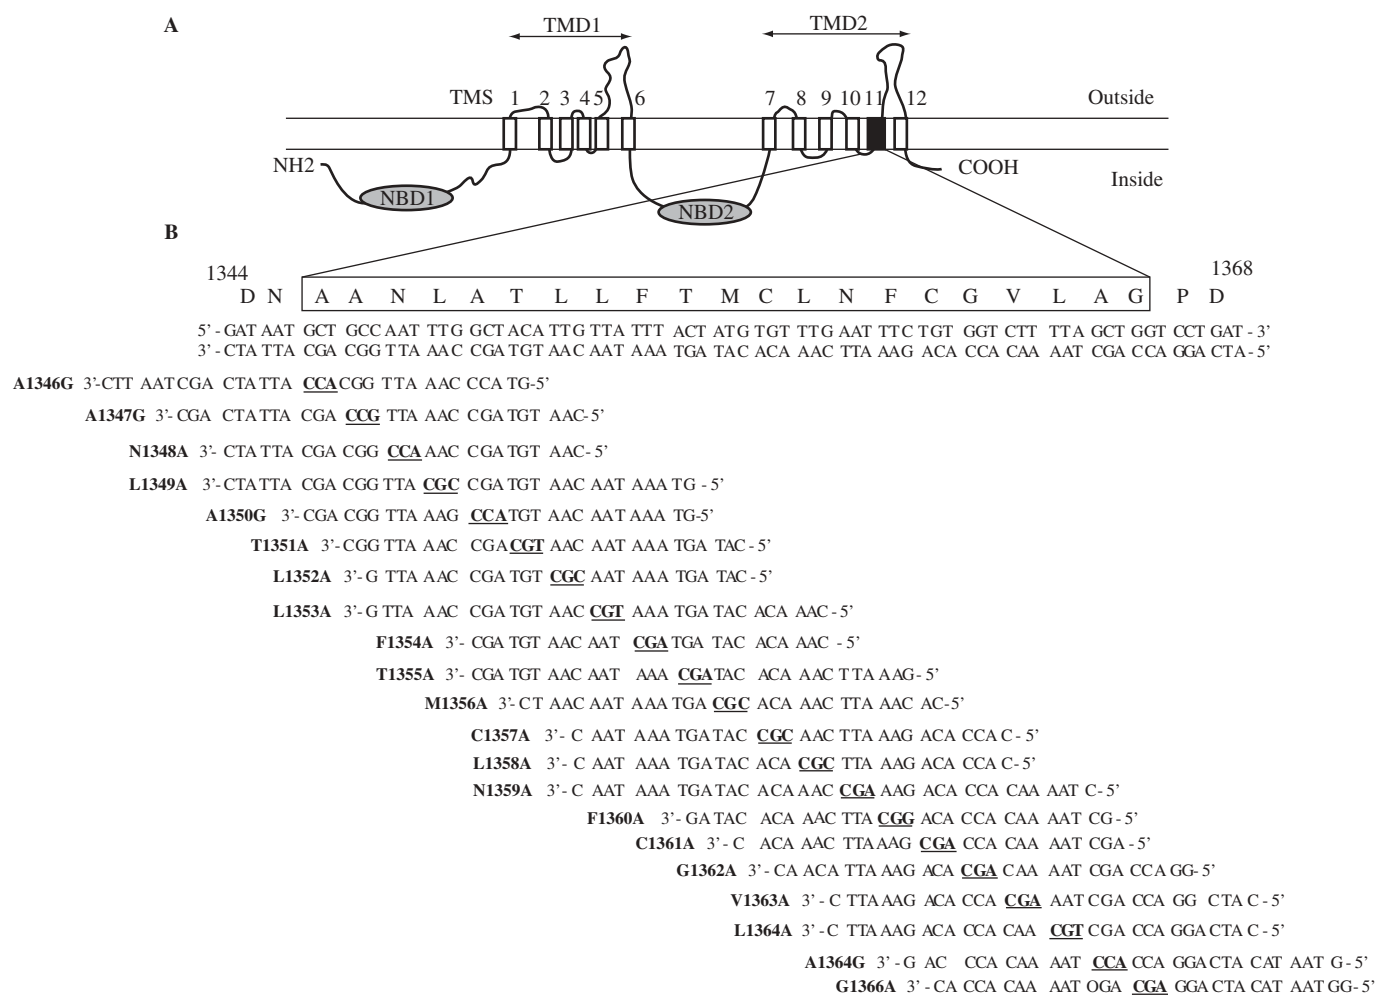 A
TMD1 TMD2
TMS 1 2 3 4 5 6 7 8 9 10 11 12 Outside
NH2 COOH
Inside
NBD1 NBD2
B
1344 1368
D N A A N L A T L L F T M C L N F C G V L A G P D
5’ - GAT AAT GCT GCC AAT TTG GCT ACA TTG TTA TTT ACT ATG TGT TTG AAT TTC TGT GGT CTT TTA GCT GGT CCT GAT - 3’
3’ - CTA TTA CGA CGG TTA AAC CGA TGT AAC AAT AAA TGA TAC ACA AAC TTA AAG ACA CCA CAA AAT CGA CCA GGA CTA - 5’
A1346G 3’-CTT AAT CGA CTA TTA CCA CGG TTA AAC CCA TG-5’
A1347G 3’- CGA CTA TTA CGA CCG TTA AAC CGA TGT AAC- 5’
N1348A 3’- CTA TTA CGA CGG CCA AAC CGA TGT AAC- 5’
L1349A 3’- CTA TTA CGA CGG TTA CGC CGA TGT AAC AAT AAA TG - 5’
A1350G 3’- CGA CGG TTA AAG CCA TGT AAC AAT AAA TG-5’
T1351A 3’- CGG TTA AAC CGA CGT AAC AAT AAA TGA TAC - 5’
L1352A 3’-G TTA AAC CGA TGT CGC AAT AAA TGA TAC - 5’
L1353A 3’-G TTA AAC CGA TGT AAC CGT AAA TGA TAC ACA AAC - 5’
F1354A 3’- CGA TGT AAC AAT CGA TGA TAC ACA AAC - 5’
T1355A 3’- CGA TGT AAC AAT AAA CGA TAC ACA AAC TTA AAG- 5’
M1356A 3’- CT AAC AAT AAA TGA CGC ACA AAC TTA AAC AC-5’
C1357A 3’- C AAT AAA TGA TAC CGC AAC TTA AAG ACA CCA C - 5’
L1358A 3’- C AAT AAA TGA TAC ACA CGC TTA AAG ACA CCA C - 5’
N1359A 3’- C AAT AAA TGA TAC ACA AAC CGA AAG ACA CCA CAA AAT C- 5’
F1360A 3’- GA TAC ACA AAC TTA CGG ACA CCA CAA AAT CG - 5’
C1361A 3’ - C ACA AAC TTA AAG CGA CCA CAA AAT CGA - 5’
G1362A 3’ - CA ACA TTA AAG ACA CGA CAA AAT CGA CCA GG- 5’
V1363A 3’ - C TTA AAG ACA CCA CGA AAT CGA CCA GG CTA C - 5’
L1364A 3’ - C TTA AAG ACA CCA CAA CGT CGA CCA GGA CTA C - 5’
A1364G 3’ - G AC CCA CAA AAT CCA CCA GGA CTA CAT AAT G - 5’
G1366A 3’ - CA CCA CAA AAT OGA CGA GGA CTA CAT AAT GG- 5’